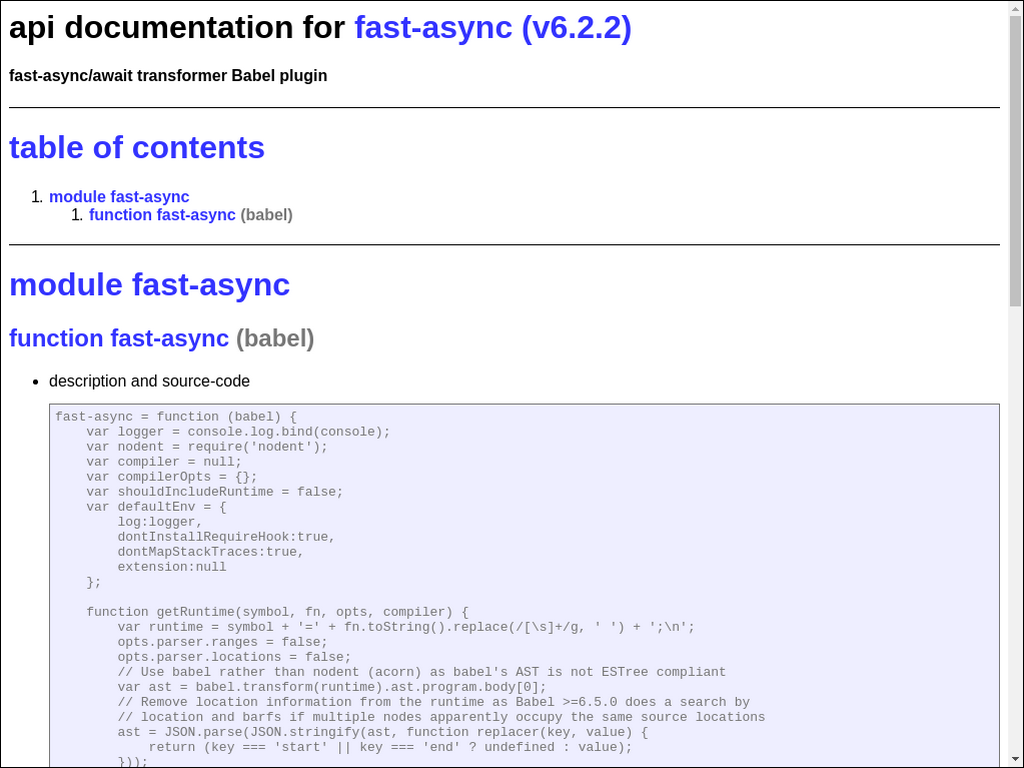 api documentation for fast-async (v6.2.2)
fast-async/await transformer Babel plugin
table of contents
1. module fast-async
1. function fast-async (babel)
module fast-async
function fast-async (babel)
• description and source-code
fast-async = function (babel) {
    var logger = console.log.bind(console);
    var nodent = require('nodent');
    var compiler = null;
    var compilerOpts = {};
    var shouldIncludeRuntime = false;
    var defaultEnv = {
        log:logger,
        dontInstallRequireHook:true,
        dontMapStackTraces:true,
        extension:null
    };
    function getRuntime(symbol, fn, opts, compiler) {
        var runtime = symbol + '=' + fn.toString().replace(/[\s]+/g, ' ') + ';\n';
        opts.parser.ranges = false;
        opts.parser.locations = false;
        // Use babel rather than nodent (acorn) as babel's AST is not ESTree compliant
        var ast = babel.transform(runtime).ast.program.body[0];
        // Remove location information from the runtime as Babel >=6.5.0 does a search by
        // location and barfs if multiple nodes apparently occupy the same source locations
        ast = JSON.parse(JSON.stringify(ast, function replacer(key, value) {
            return (key === 'start' || key === 'end' ? undefined : value);
        }));